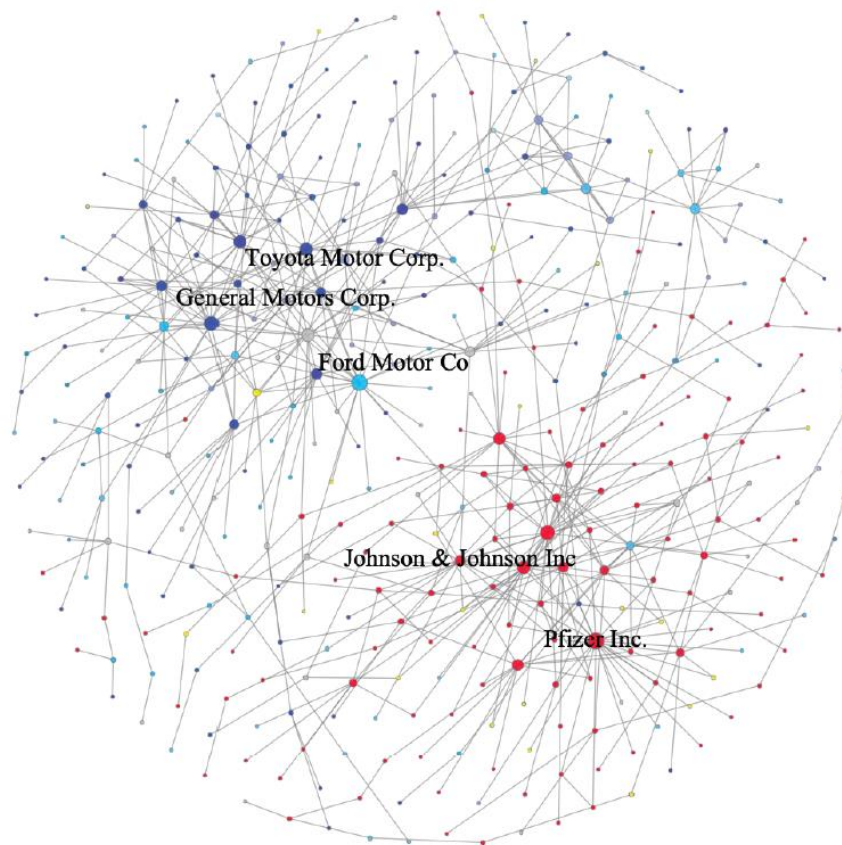 Toyota Motor Corp.
General Motors Corp.
Ford Motor Co
Johnson & Johnson Inc
Pfizer Inc.